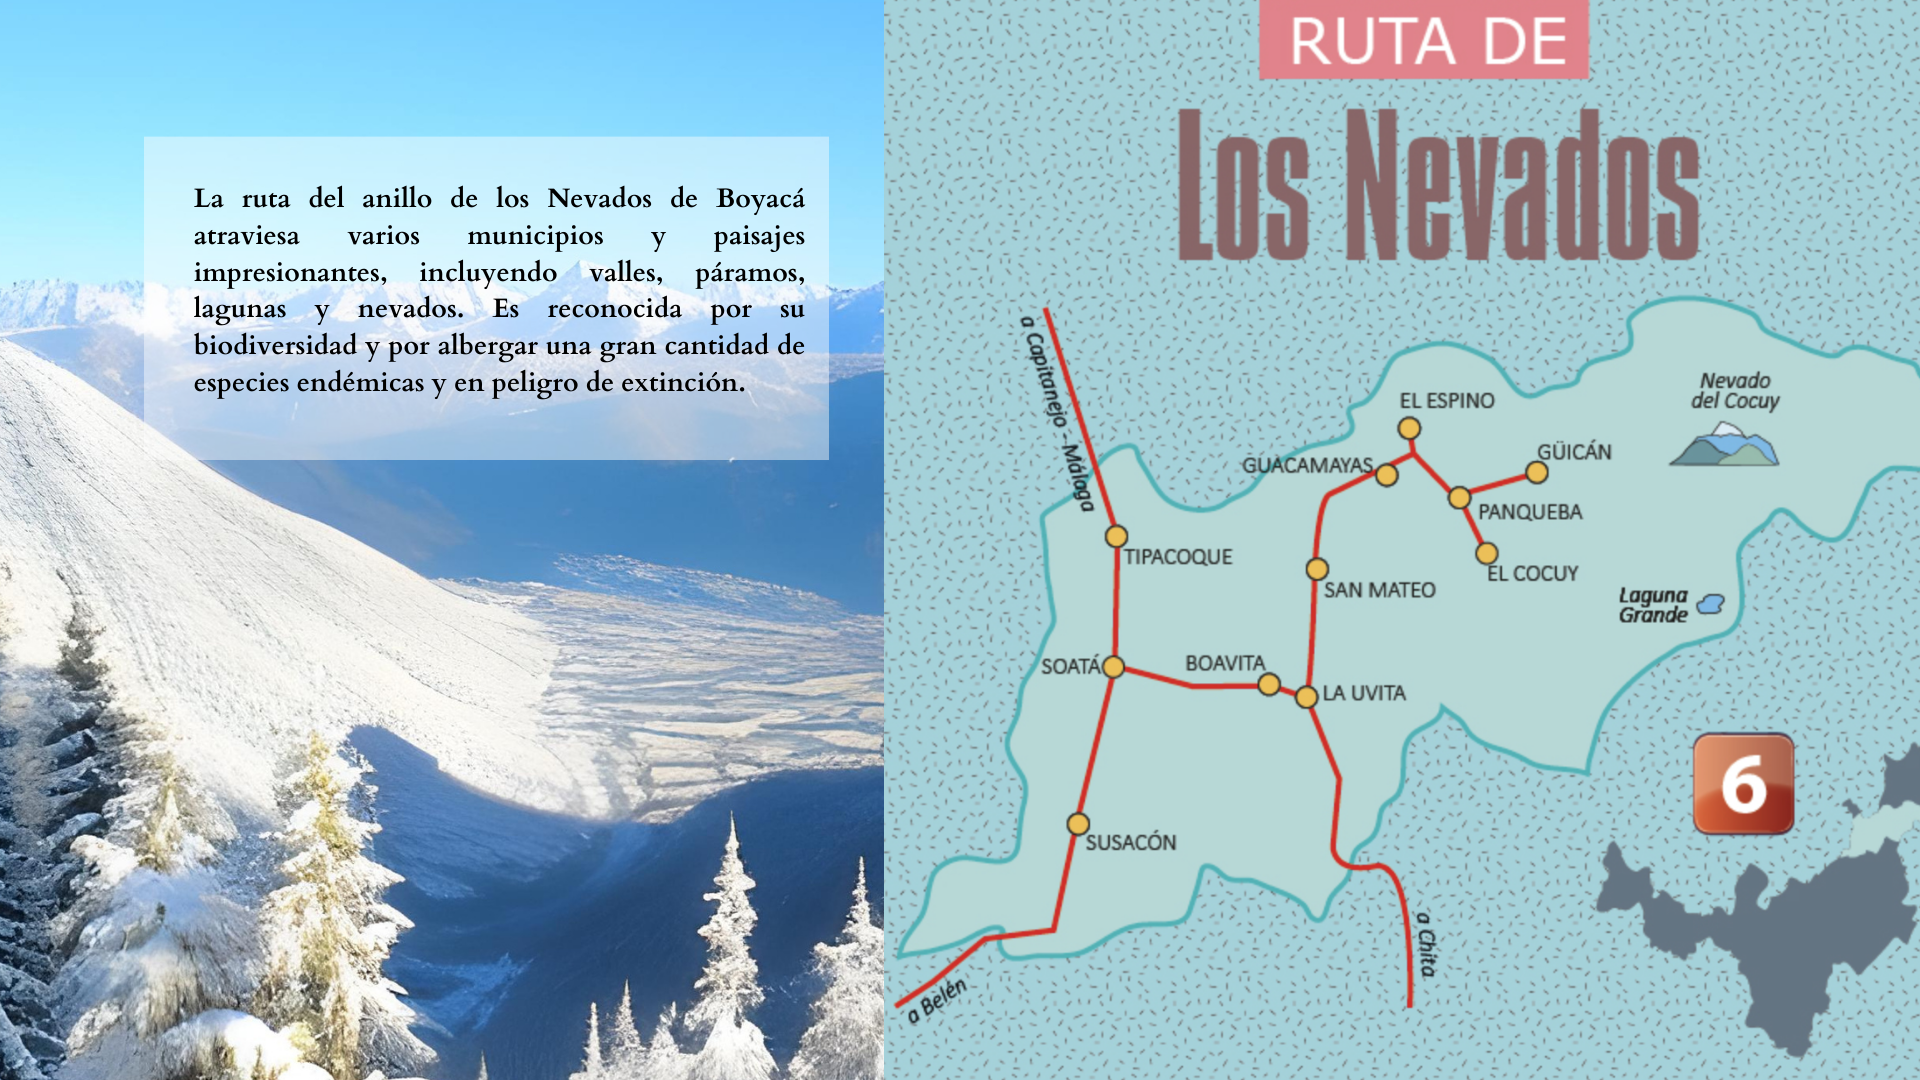 La ruta del anillo de los Nevados de Boyacá
atraviesa varios municipios y paisajes
impresionantes, incluyendo valles, páramos,
lagunas y nevados. Es reconocida por su
biodiversidad y por albergar una gran cantidad de
especies endémicas y en peligro de extinción.
RUTA DE
Los Nevados
a Capitanejo - Málaga
EL ESPINO
Nevado
del Cocuy
GUACAMAYAS
GÜICÁN
PANQUEBA
TIPACOQUE
EL COCUY
SAN MATEO
Laguna
Grande
SOATÁ
BOAVITA
LA UVITA
6
SUSACÓN
a Chita
a Belén